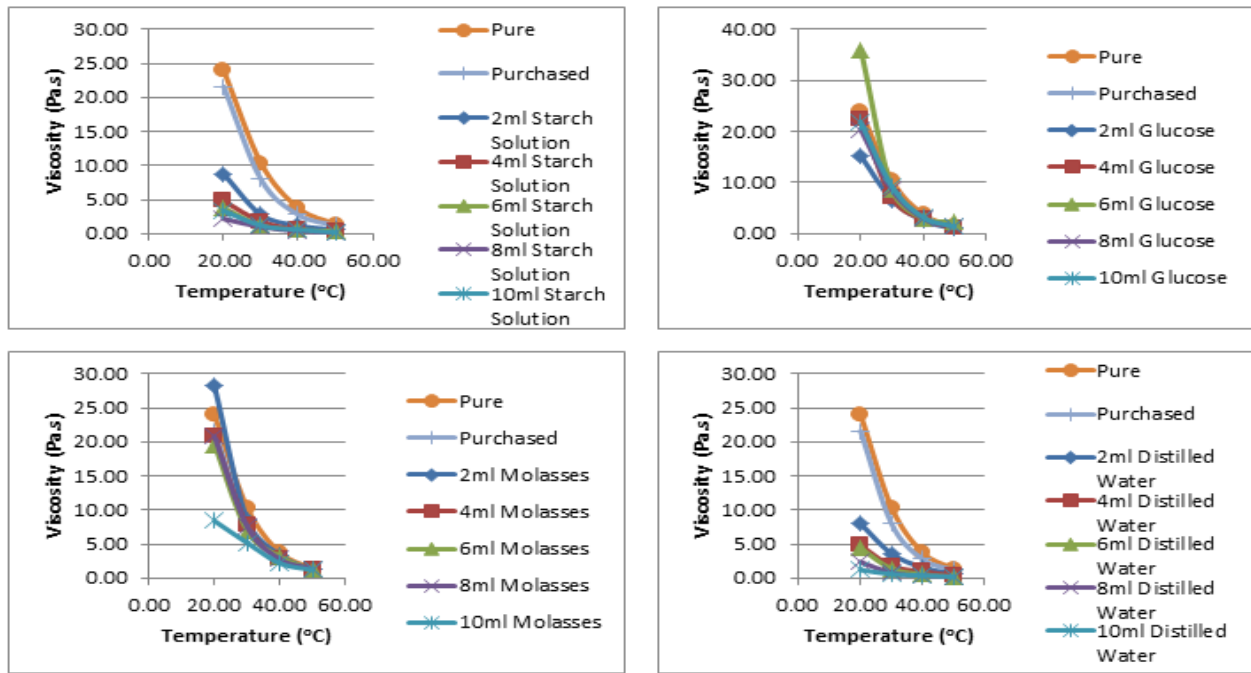 30.00
25.00
20.00
15.00
10.00
5.00
0.00
0.00 20.00 40.00 60.00
Viscosity (Pa.s)
Temperature (°C)
Pure
Purchased
2ml Starch
Solution
4ml Starch
Solution
6ml Starch
Solution
8ml Starch
Solution
10ml Starch
Solution
40.00
30.00
20.00
10.00
0.00
0.00 20.00 40.00 60.00
Viscosity (Pa.s)
Temperature (°C)
Pure
Purchased
2ml Glucose
4ml Glucose
6ml Glucose
8ml Glucose
10ml Glucose
30.00
25.00
20.00
15.00
10.00
5.00
0.00
0.00 20.00 40.00 60.00
Viscosity (Pa.s)
Temperature (°C)
Pure
Purchased
2ml Molasses
4ml Molasses
6ml Molasses
8ml Molasses
10ml Molasses
30.00
25.00
20.00
15.00
10.00
5.00
0.00
0.00 20.00 40.00 60.00
Viscosity (Pa.s)
Temperature (°C)
Pure
Purchased
2ml Distilled
Water
4ml Distilled
Water
6ml Distilled
Water
8ml Distilled
Water
10ml Distilled
Water